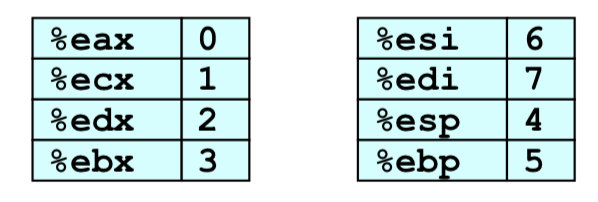 %eax 0
%ecx 1
%edx 2
%ebx 3
%esi 6
%edi 7
%esp 4
%ebp 5